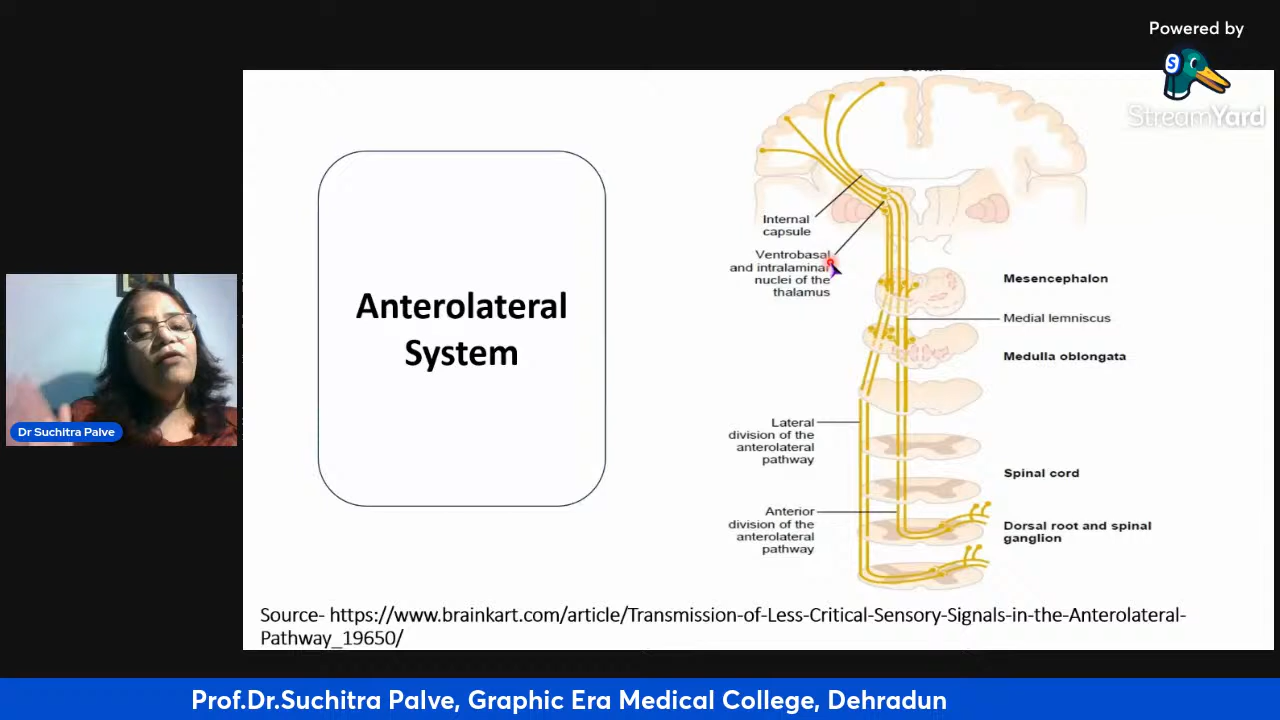 Powered by
S
StreamYard
Anterolateral
System
Internal
capsule
Ventrobasal
and intralaminar
nuclei of the
thalamus
Mesencephalon
Medial lemniscus
Medulla oblongata
Lateral
division of the
anterolateral
pathway
Spinal cord
Anterior
division of the
anterolateral
pathway
Dorsal root and spinal
ganglion
Source- https://www.brainkart.com/article/Transmission-of-Less-Critical-Sensory-Signals-in-the-Anterolateral-
Pathway_19650/
Dr Suchitra Palve
Prof.Dr.Suchitra Palve, Graphic Era Medical College, Dehradun